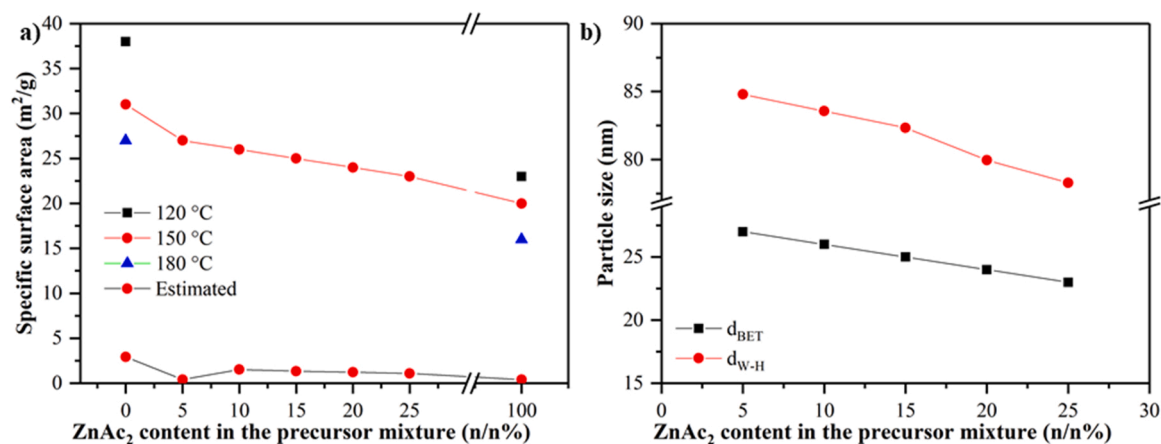 a)
40
35
30
25
20
15
10
5
0
Specific surface area (m²/g)
120 °C
150 °C
180 °C
Estimated
0 5 10 15 20 25 100
ZnAc₂ content in the precursor mixture (n/n%)
b)
90
85
80
25
20
15
Particle size (nm)
d_BET
d_W-H
0 5 10 15 20 25 30
ZnAc₂ content in the precursor mixture (n/n%)